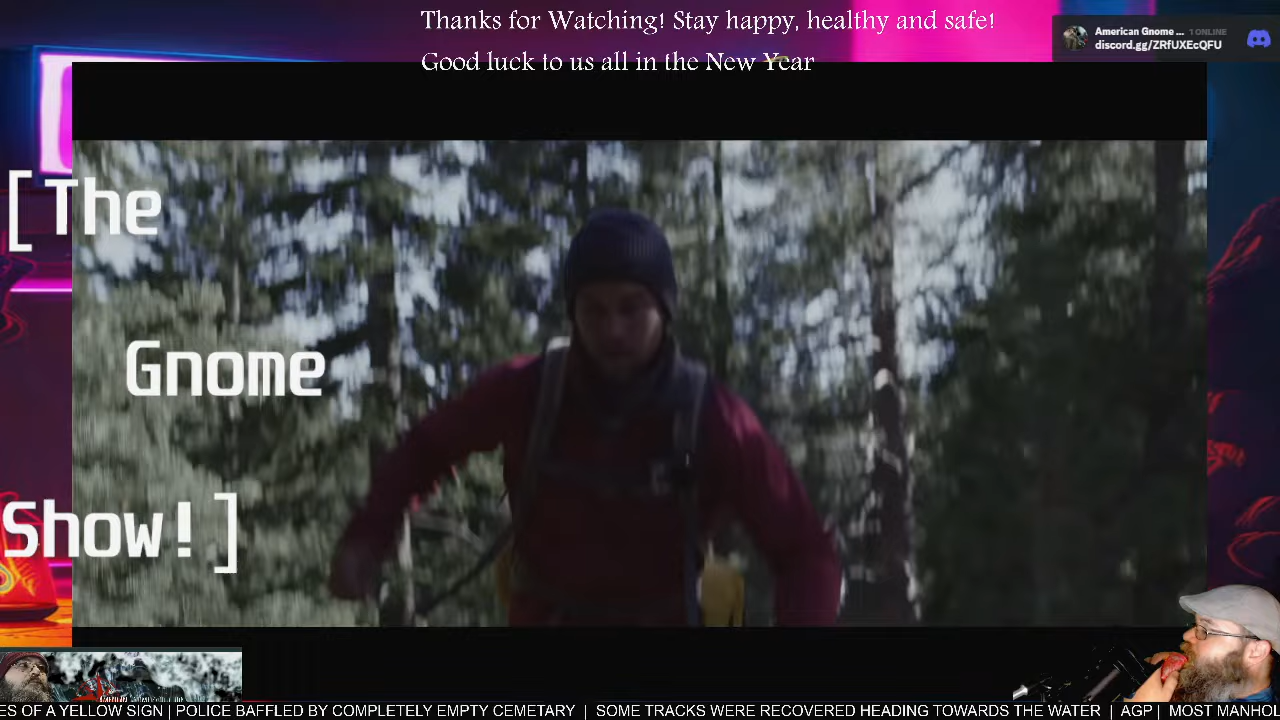 Thanks for Watching! Stay happy, healthy and safe!
Good luck to us all in the New Year
American Gnome ... 1 ONLINE
discord.gg/ZRfUXEcQFU
[The
Gnome
Show!]
ES OF A YELLOW SIGN | POLICE BAFFLED BY COMPLETELY EMPTY CEMETARY | SOME TRACKS WERE RECOVERED HEADING TOWARDS THE WATER | AGP | MOST MANHOL